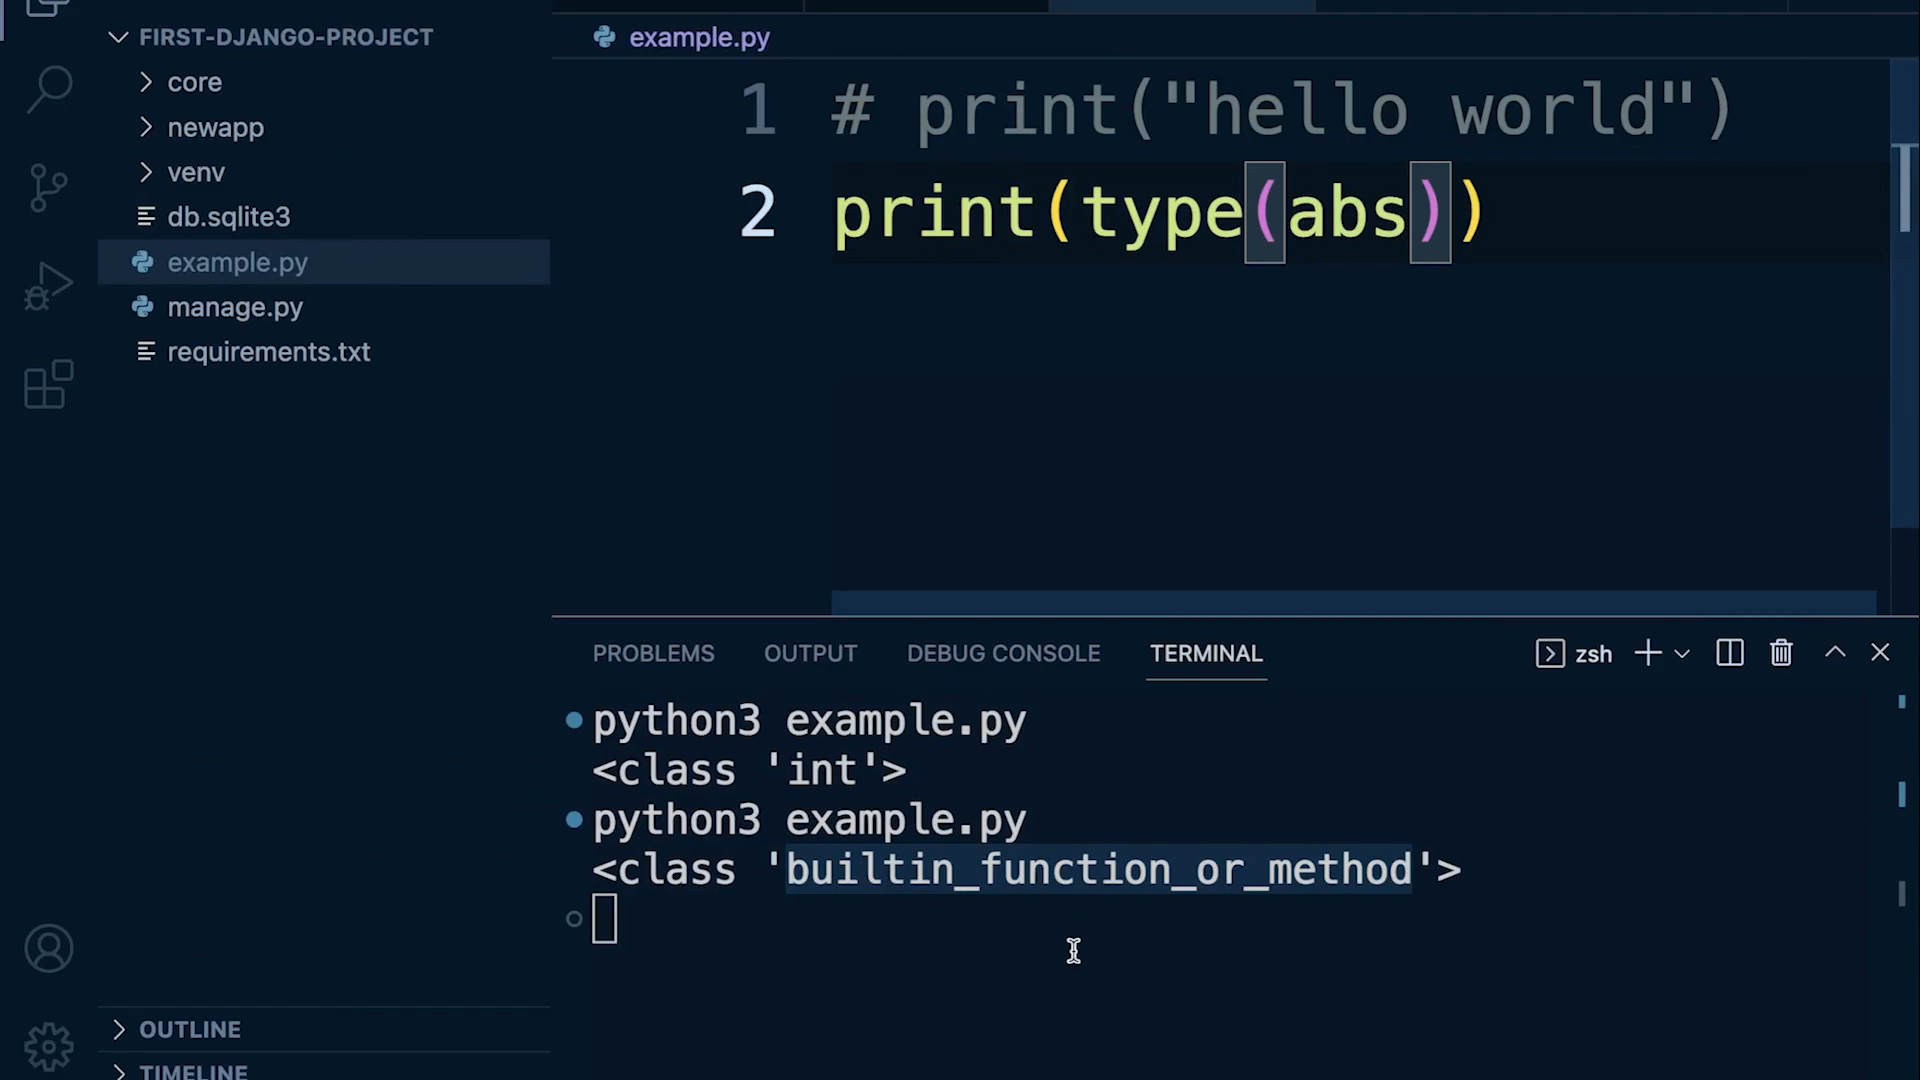 FIRST-DJANGO-PROJECT
core
newapp
venv
db.sqlite3
example.py
manage.py
requirements.txt
OUTLINE
TIMELINE
example.py
1 # print("hello world")
2 print(type(abs))
PROBLEMS OUTPUT DEBUG CONSOLE TERMINAL zsh
python3 example.py
<class 'int'>
python3 example.py
<class 'builtin_function_or_method'>